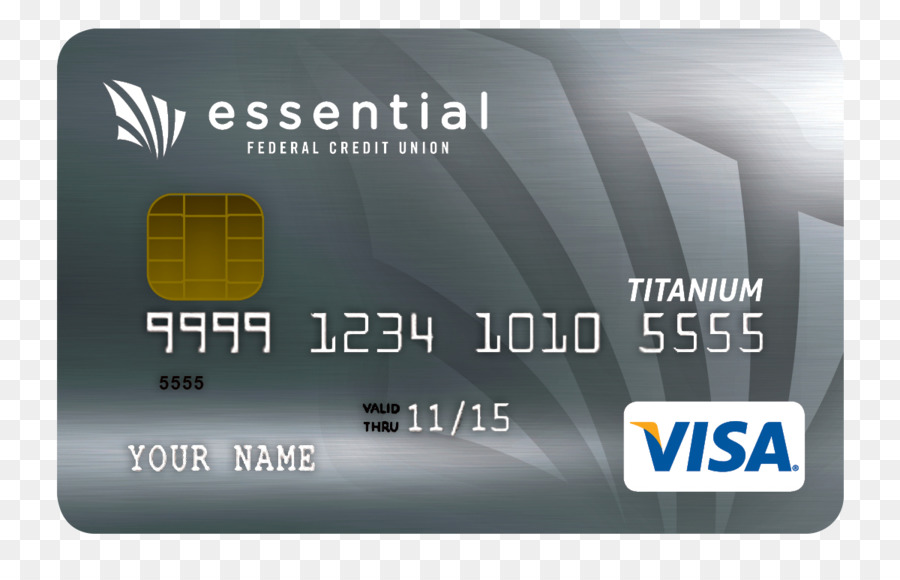 essential
FEDERAL CREDIT UNION
TITANIUM
9999 1234 1010 5555
5555
VALID THRU 11/15
YOUR NAME
VISA